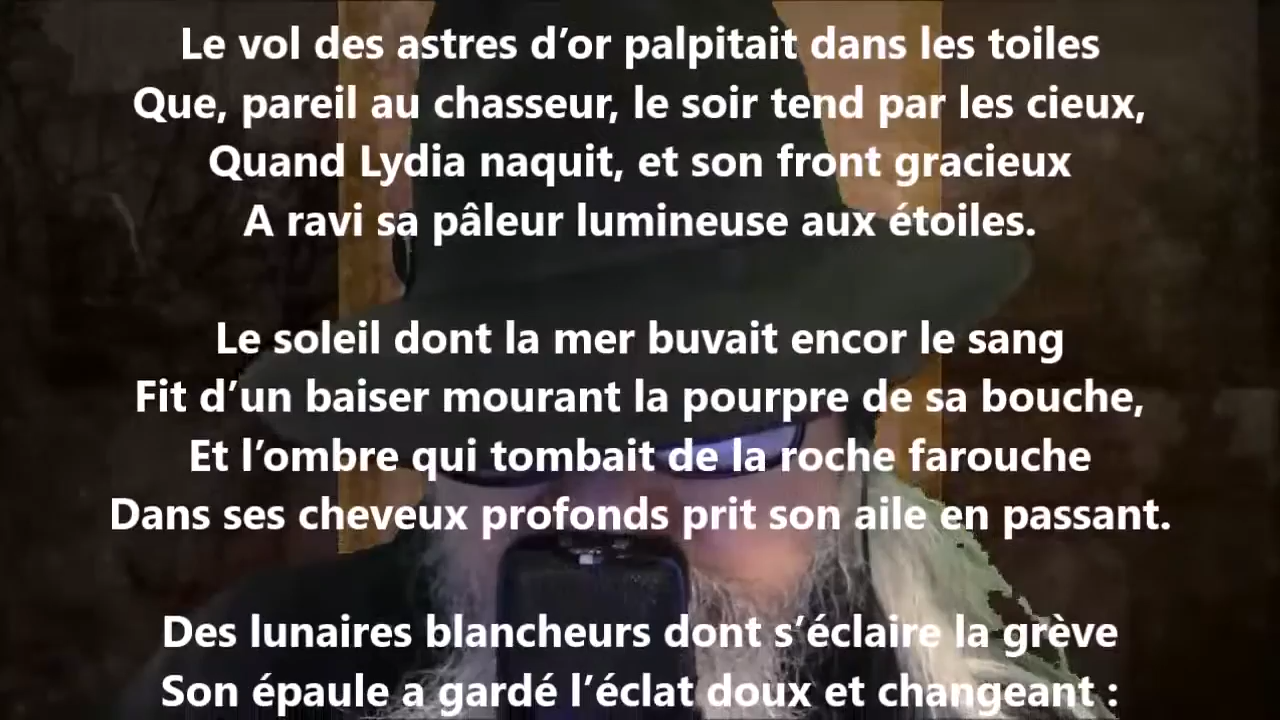 Le vol des astres d’or palpitait dans les toiles
Que, pareil au chasseur, le soir tend par les cieux,
Quand Lydia naquit, et son front gracieux
A ravi sa pâleur lumineuse aux étoiles.
Le soleil dont la mer buvait encor le sang
Fit d’un baiser mourant la pourpre de sa bouche,
Et l’ombre qui tombait de la roche farouche
Dans ses cheveux profonds prit son aile en passant.
Des lunaires blancheurs dont s’éclaire la grève
Son épaule a gardé l’éclat doux et changeant :